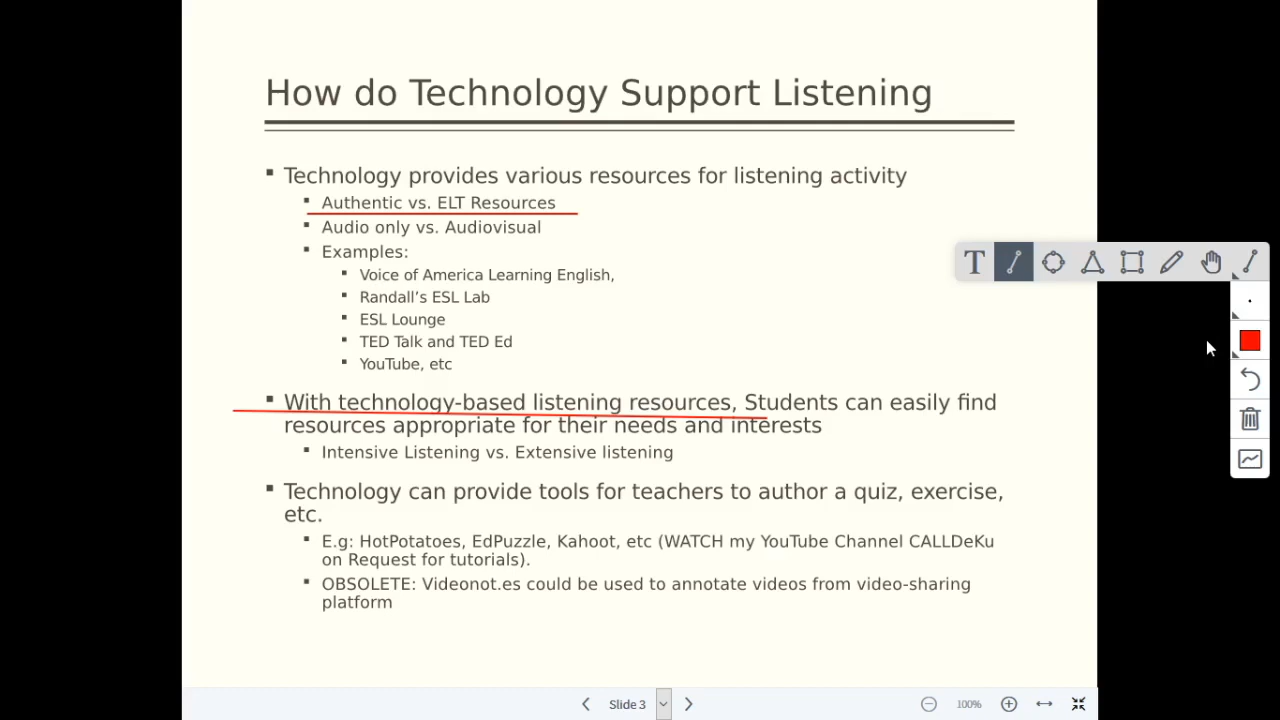 How do Technology Support Listening
Technology provides various resources for listening activity
Authentic vs. ELT Resources
Audio only vs. Audiovisual
Examples:
Voice of America Learning English,
Randall’s ESL Lab
ESL Lounge
TED Talk and TED Ed
YouTube, etc
With technology-based listening resources, Students can easily find
resources appropriate for their needs and interests
Intensive Listening vs. Extensive listening
Technology can provide tools for teachers to author a quiz, exercise,
etc.
E.g: HotPotatoes, EdPuzzle, Kahoot, etc (WATCH my YouTube Channel CALLDeKu
on Request for tutorials).
OBSOLETE: Videonot.es could be used to annotate videos from video-sharing
platform
T
Slide 3
100%